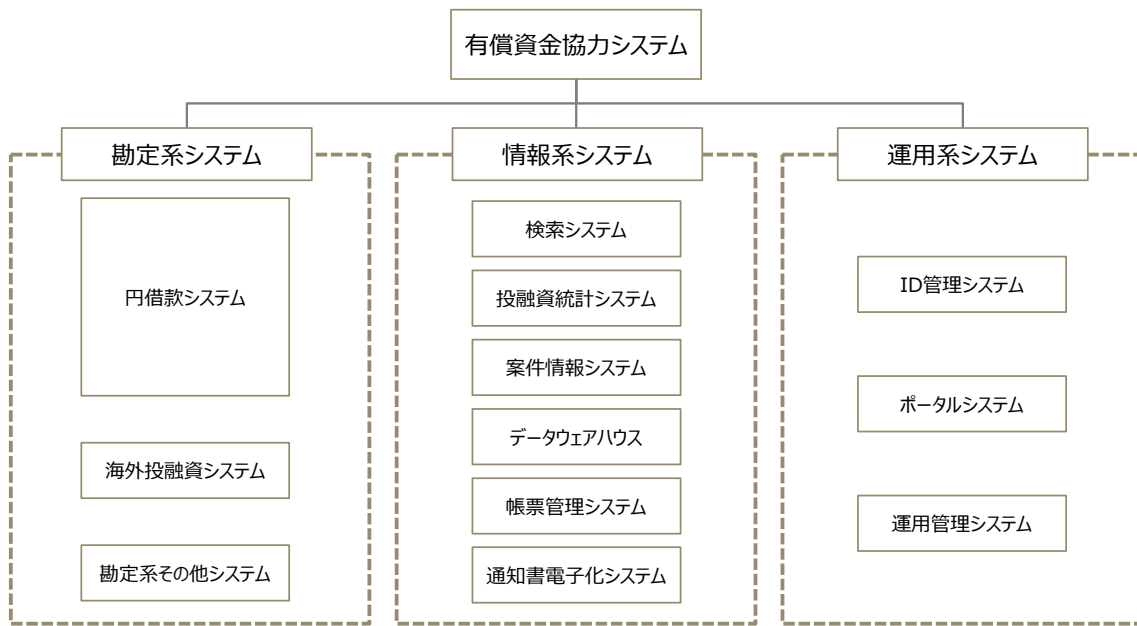 有償資金協力システム
勘定系システム
情報系システム
運用系システム
円借款システム
海外投融資システム
勘定系その他システム
検索システム
投融資統計システム
案件情報システム
データウェアハウス
帳票管理システム
通知書電子化システム
ID管理システム
ポータルシステム
運用管理システム